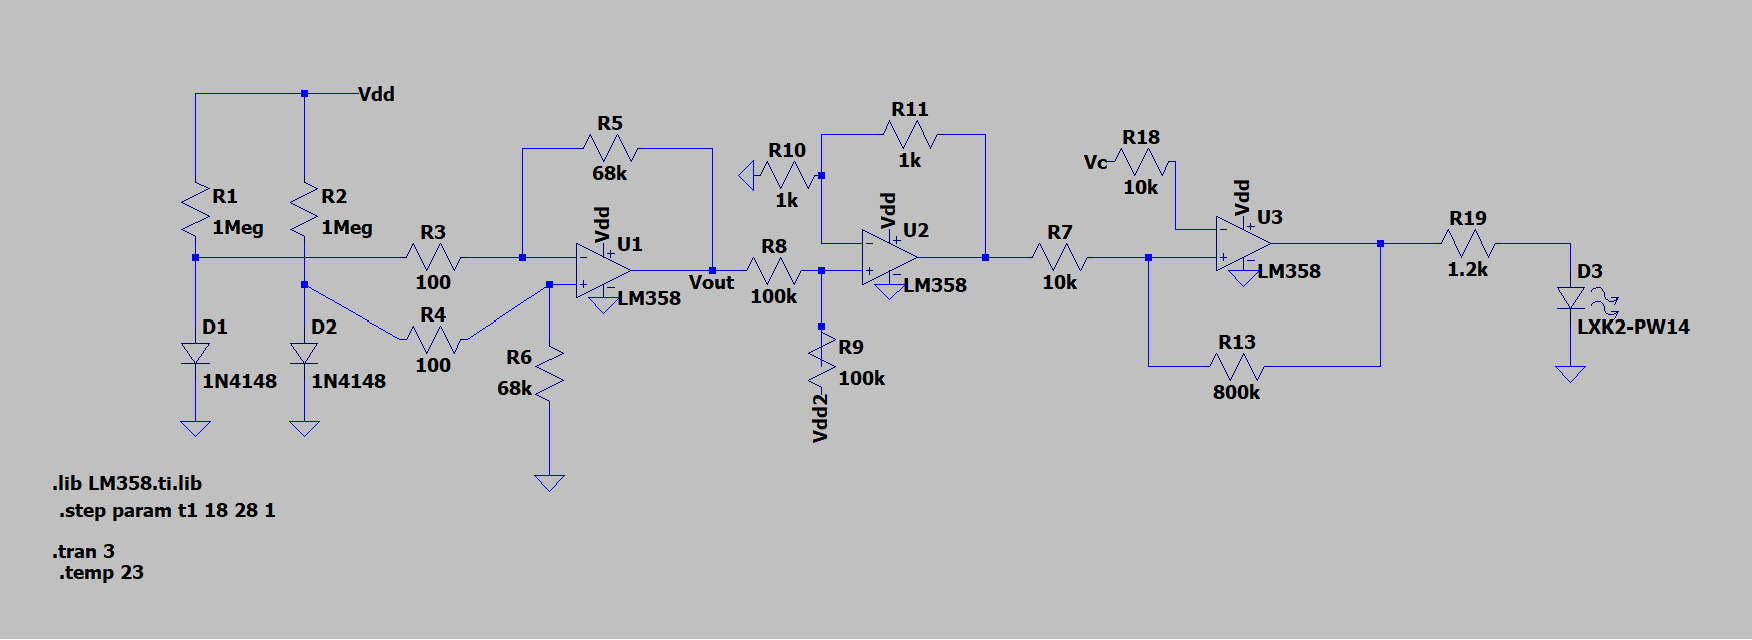 Vdd
R1
1Meg
R2
1Meg
R3
100
R4
100
D1
1N4148
D2
1N4148
R5
68k
R6
68k
Vdd
U1
LM358
Vout
R8
100k
R9
100k
Vdd2
R10
1k
R11
1k
Vdd
U2
LM358
R7
10k
Vc
R18
10k
Vdd
U3
LM358
R13
800k
R19
1.2k
D3
LXK2-PW14
.lib LM358.ti.lib
.step param t1 18 28 1
.tran 3
.temp 23